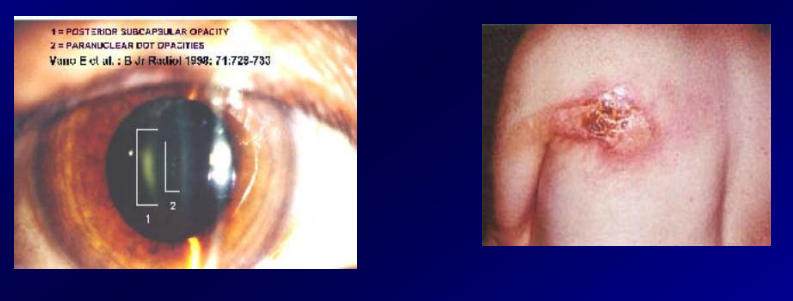 1 = POSTERIOR SUBCAPSULAR OPACITY
2 = PARANUCLEAR DOT OPACITIES
Vano E et al. : B Jr Radiol 1998; 71:728-733
1
2